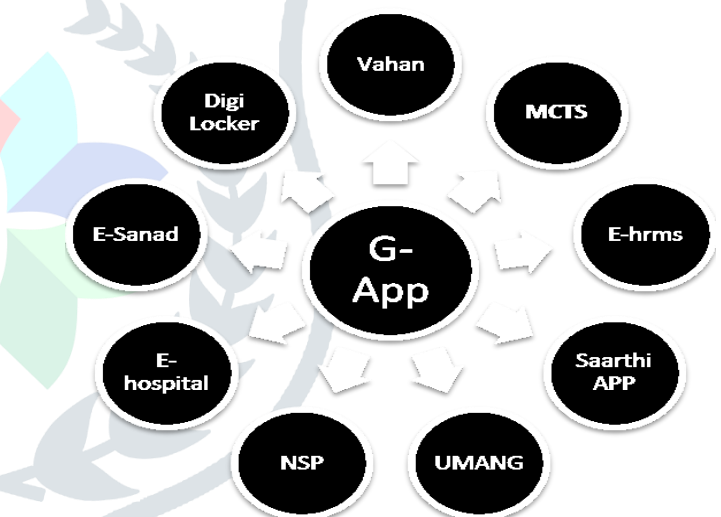 Vahan
Digi
Locker
MCTS
E-Sanad
E-hrms
G-
App
E-
hospital
Saarthi
APP
NSP
UMANG